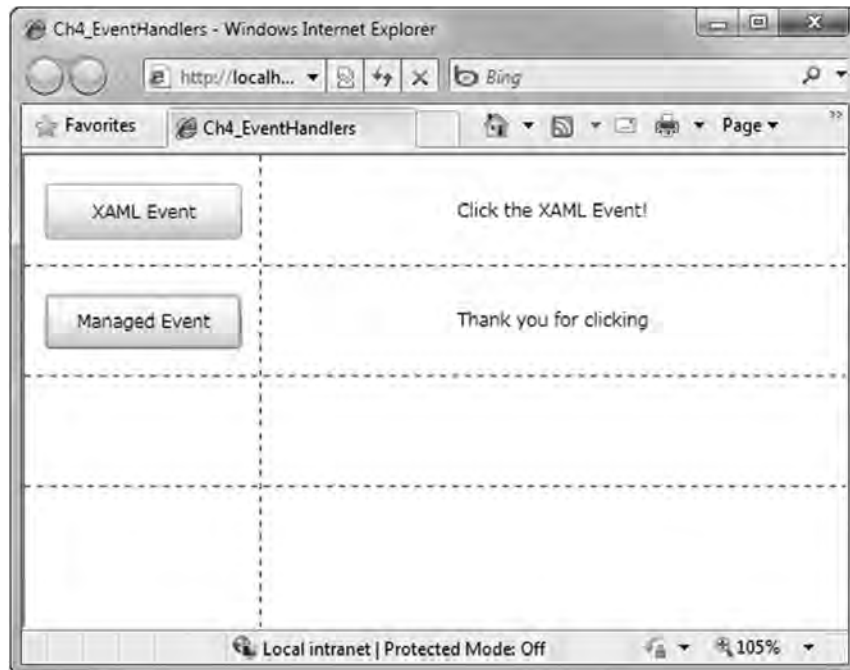 Ch4_EventHandlers - Windows Internet Explorer
http://localh... Bing
Favorites Ch4_EventHandlers Page
XAML Event Click the XAML Event!
Managed Event Thank you for clicking
Local intranet | Protected Mode: Off 105%